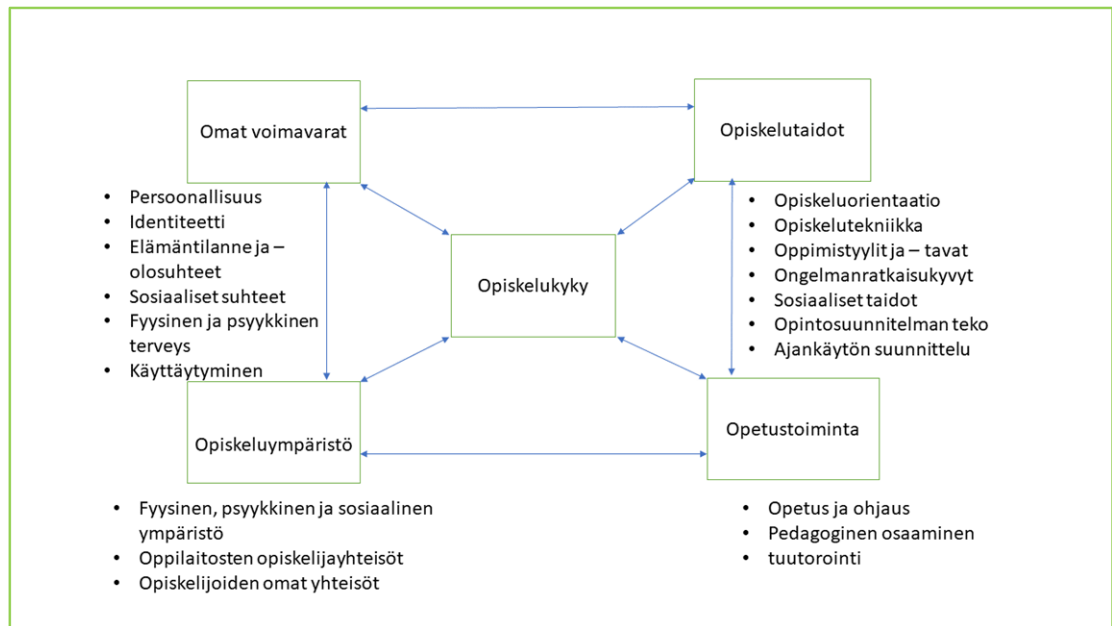 Omat voimavarat
Opiskelutaidot
• Persoonallisuus
• Identiteetti
• Elämäntilanne ja –
olosuhteet
• Sosiaaliset suhteet
• Fyysinen ja psyykkinen
terveys
• Käyttäytyminen
• Opiskeluorientaatio
• Opiskelutekniikka
• Oppimistyylit ja – tavat
• Ongelmanratkaisukyvyt
• Sosiaaliset taidot
• Opintosuunnitelman teko
• Ajankäytön suunnittelu
Opiskelukyky
Opiskeluympäristö
Opetustoiminta
• Fyysinen, psyykkinen ja sosiaalinen
ympäristö
• Oppilaitosten opiskelijayhteisöt
• Opiskelijoiden omat yhteisöt
• Opetus ja ohjaus
• Pedagoginen osaaminen
• tuutorointi